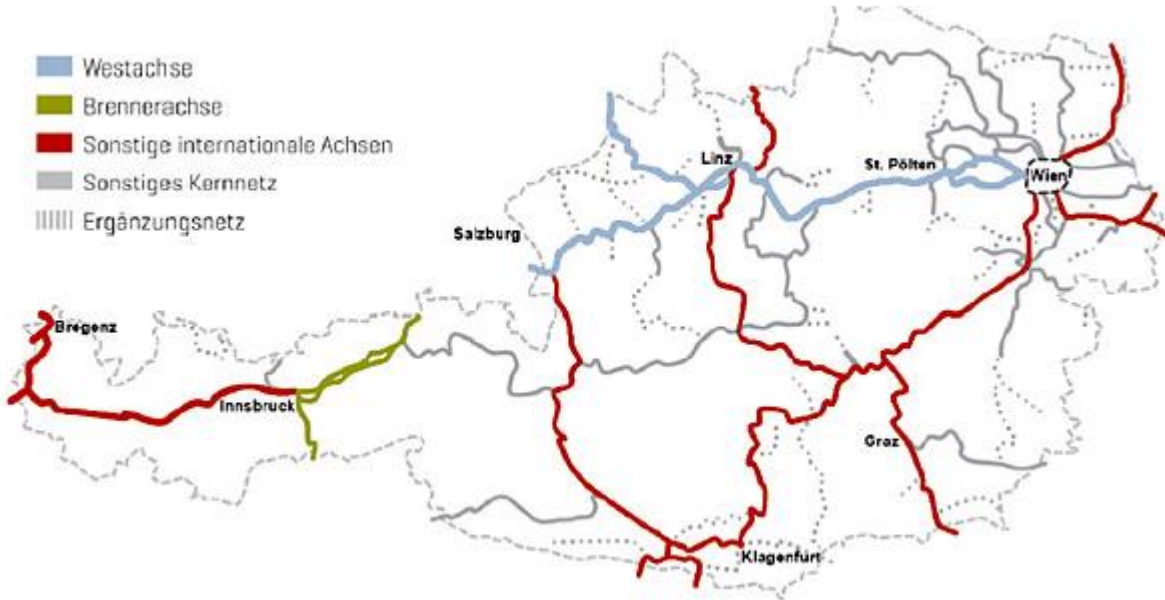 Westachse
Brennerachse
Sonstige internationale Achsen
Sonstiges Kernnetz
Ergänzungsnetz
Linz
St. Pölten
Wien
Salzburg
Bregenz
Innsbruck
Graz
Klagenfurt